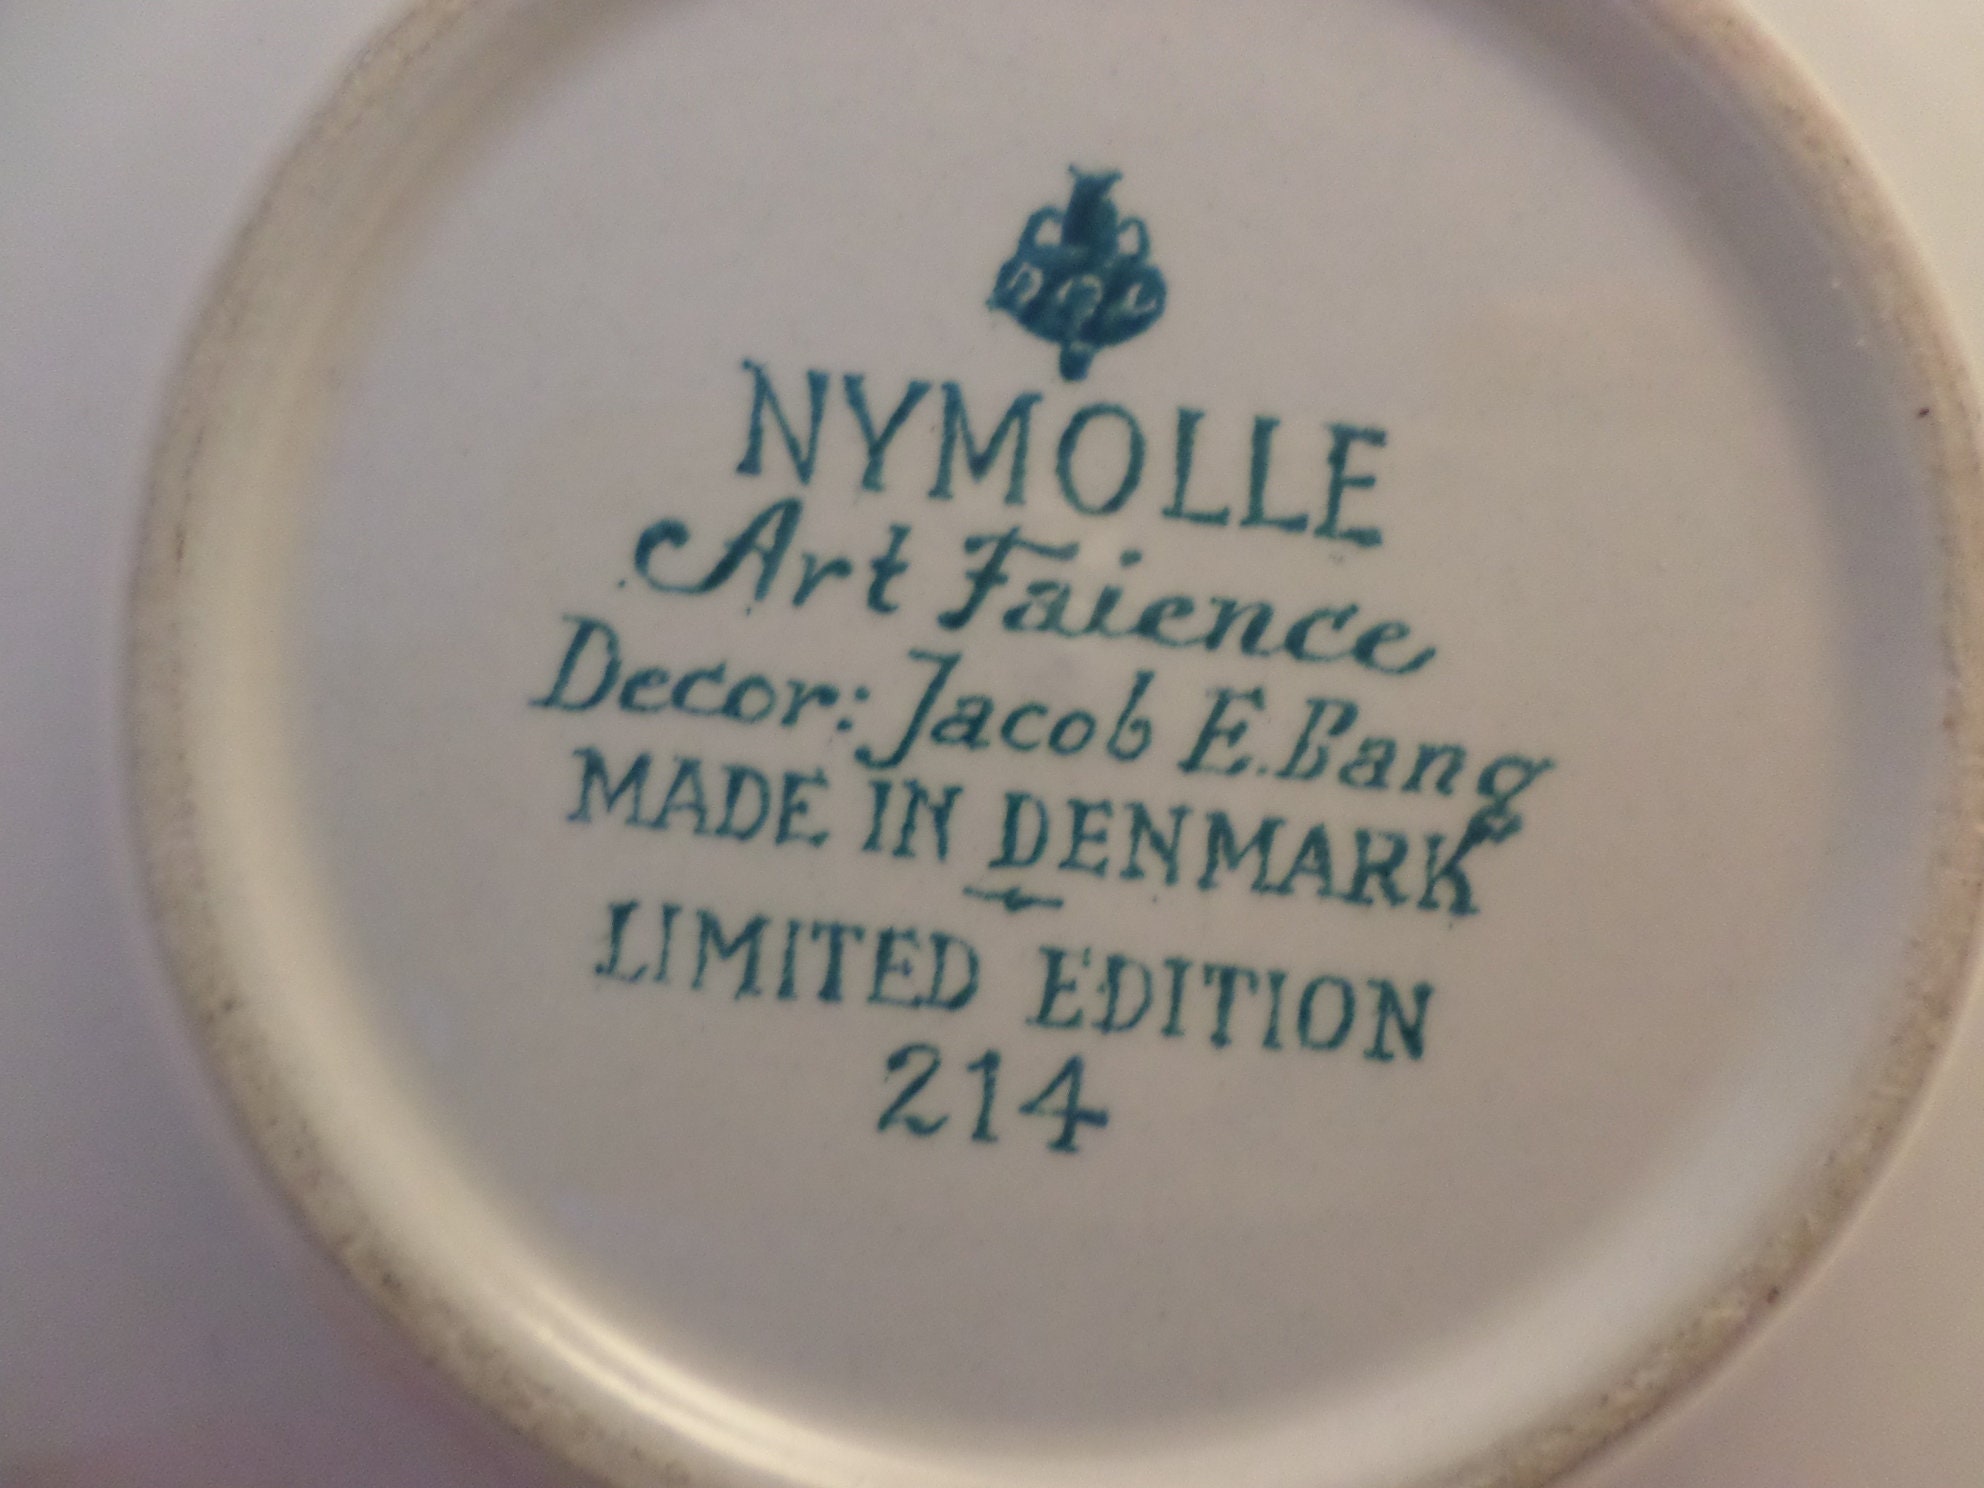 NYMOLLE
Art Faience
Decor: Jacob E. Bang
MADE IN DENMARK
LIMITED EDITION
214